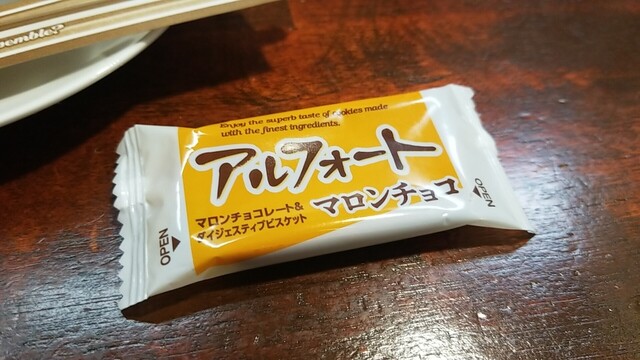 pemble?
Enjoy the superb taste of cookies made
with the finest ingredients.
アルフォート
マロンチョコ
マロンチョコレート&
ダイジェスティブビスケット
OPEN
OPEN